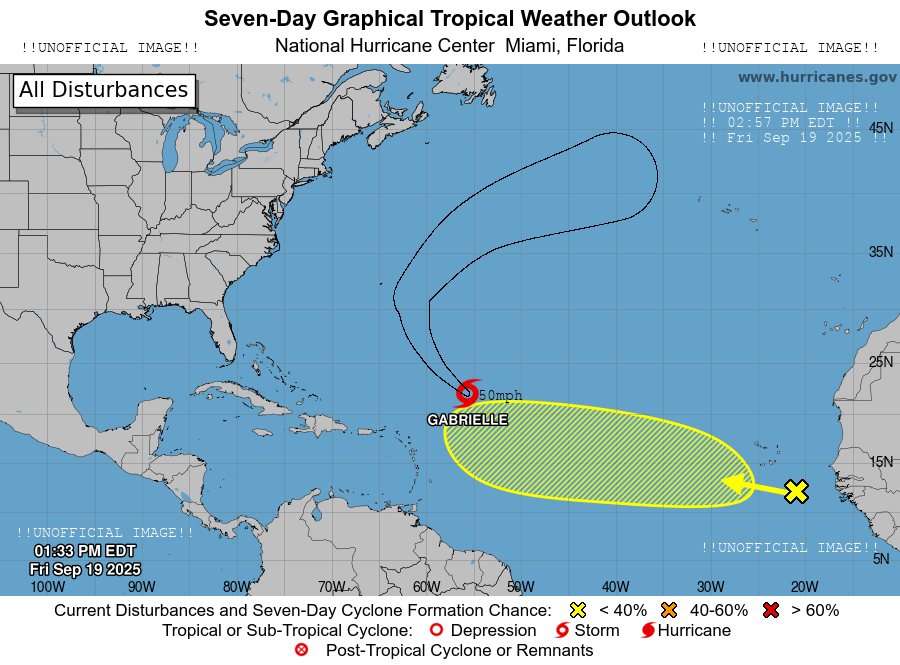 Seven-Day Graphical Tropical Weather Outlook
!!UNOFFICIAL IMAGE!! National Hurricane Center Miami, Florida !!UNOFFICIAL IMAGE!!
www.hurricanes.gov
All Disturbances
!!UNOFFICIAL IMAGE!!
!! 02:57 PM EDT !!
!! Fri Sep 19 2025 !!
45N
35N
25N
50mph
GABRIELLE
15N
!!UNOFFICIAL IMAGE!!
01:33 PM EDT
Fri Sep 19 2025
!!UNOFFICIAL IMAGE!!
5N
100W 90W 80W 70W 60W 50W 40W 30W 20W
Current Disturbances and Seven-Day Cyclone Formation Chance: < 40% 40-60% > 60%
Tropical or Sub-Tropical Cyclone: Depression Storm Hurricane
Post-Tropical Cyclone or Remnants